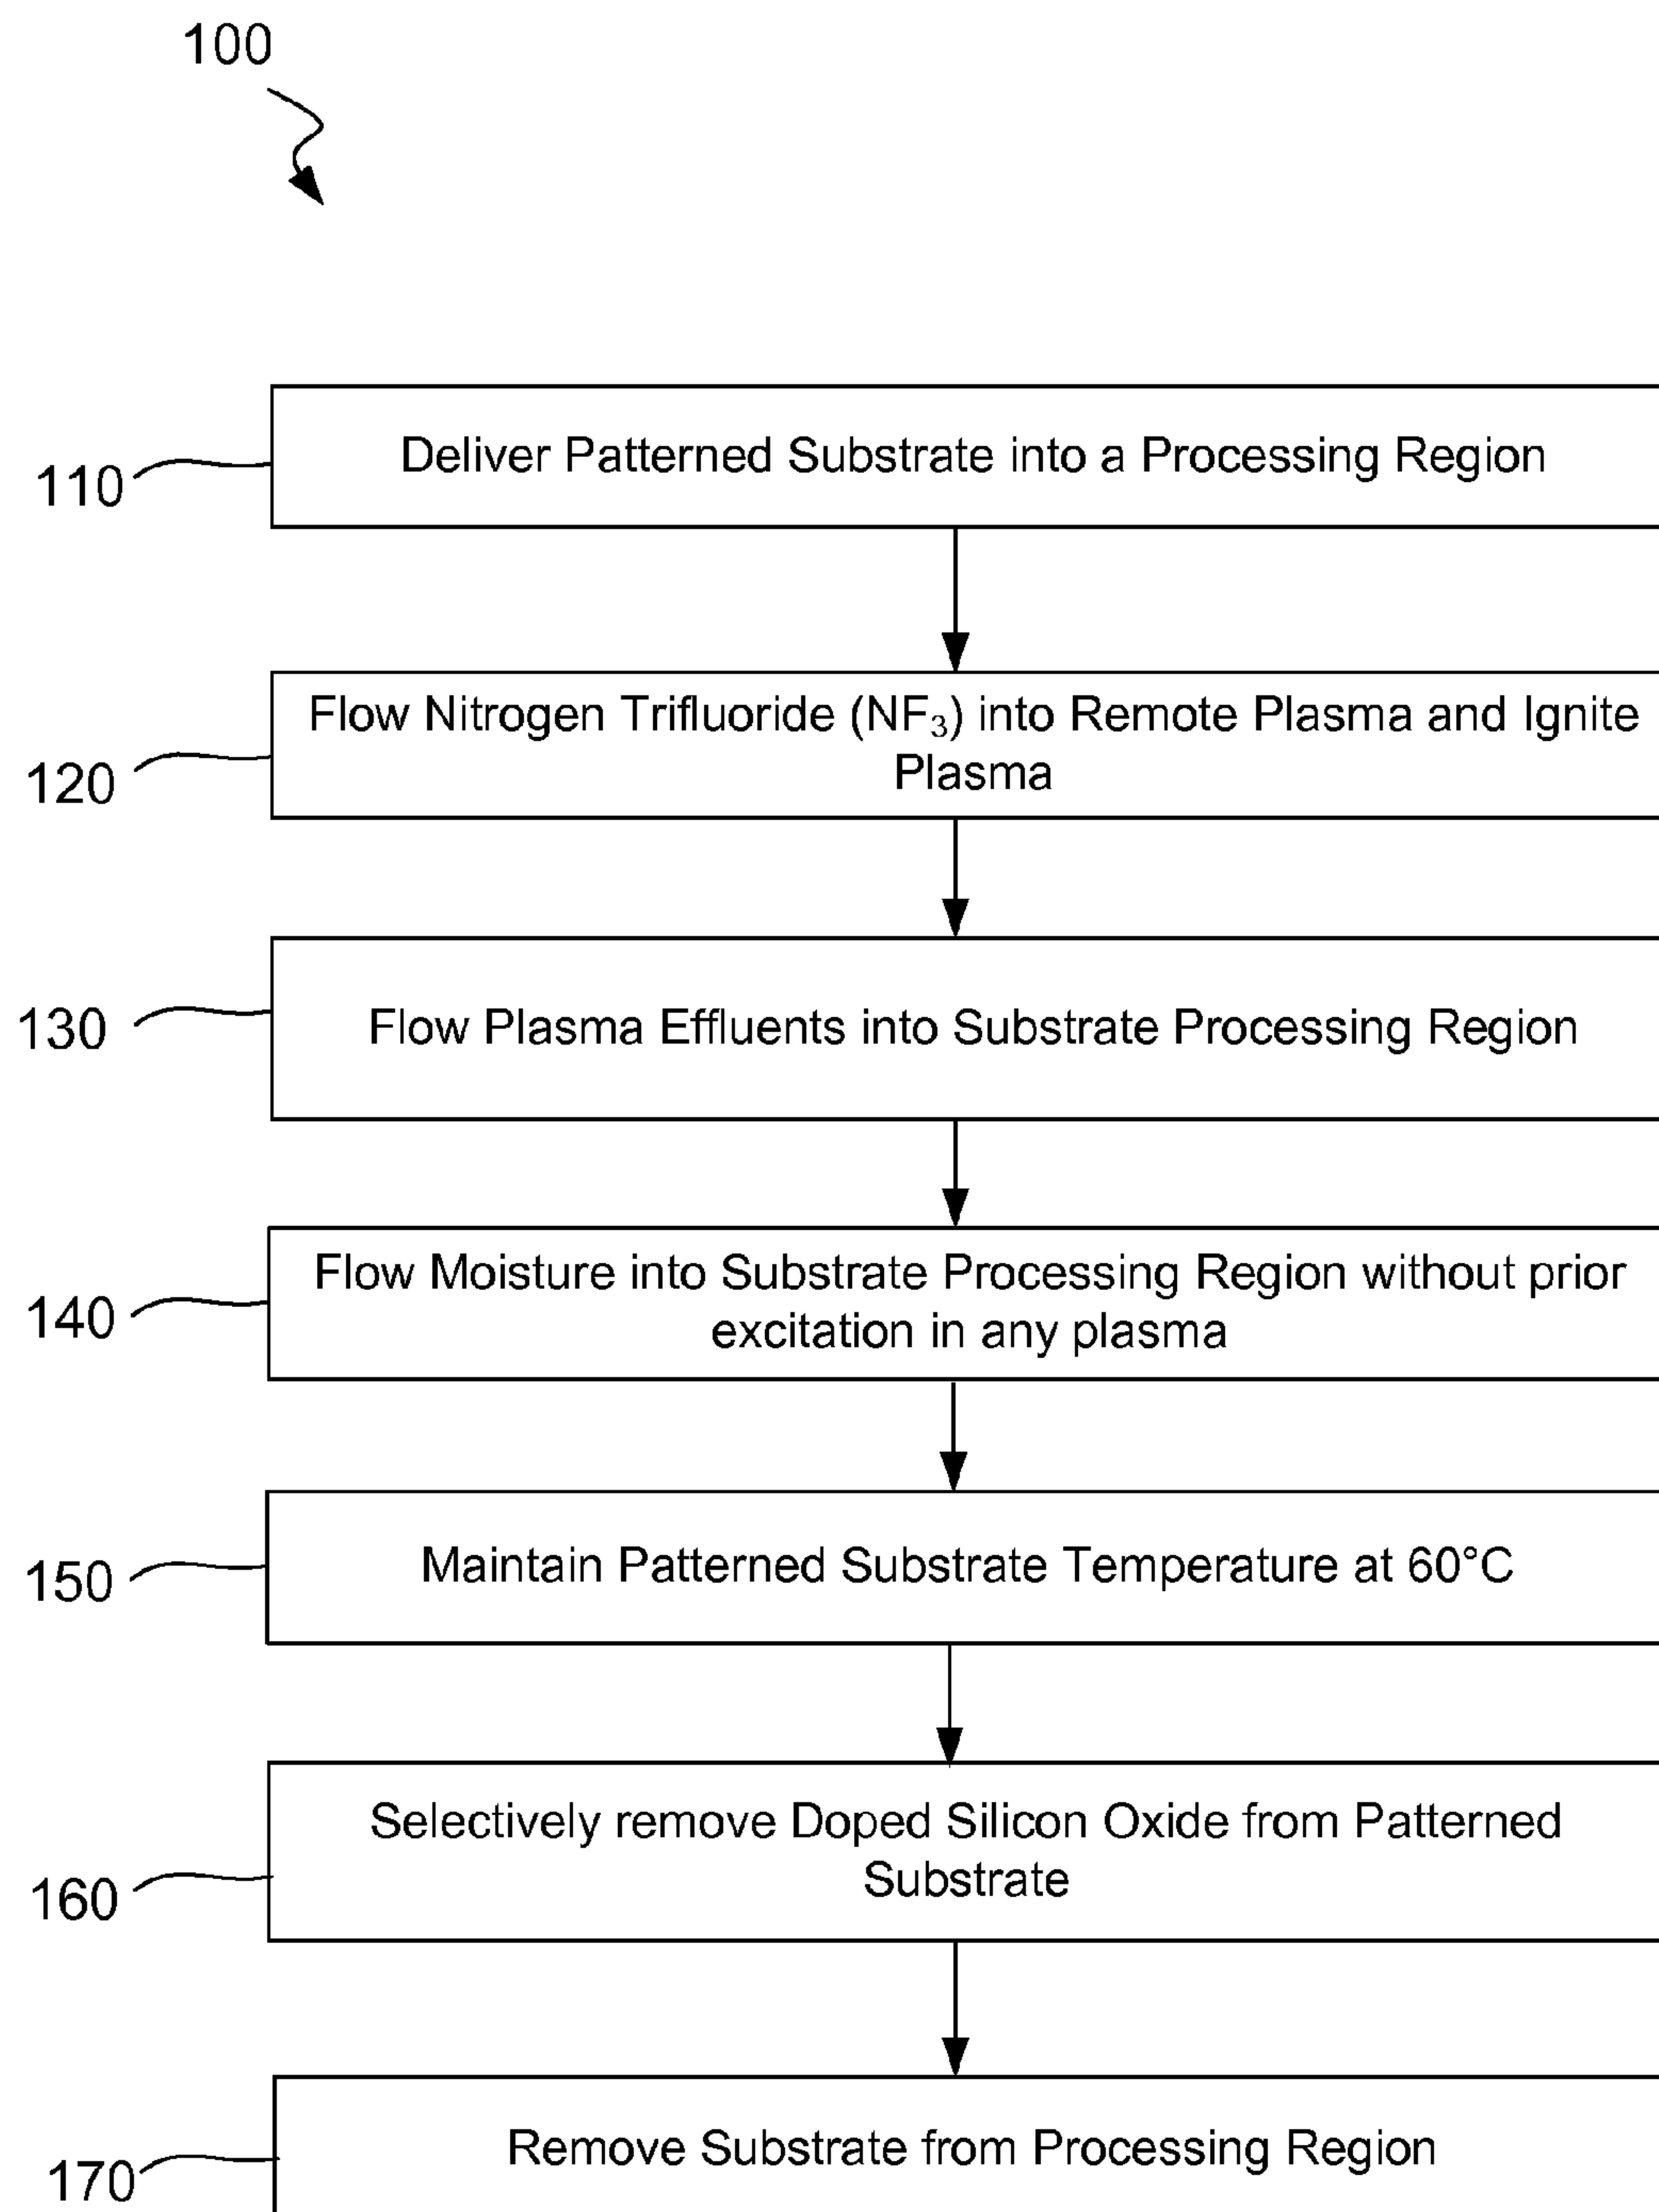 100
110
Deliver Patterned Substrate into a Processing Region
120
Flow Nitrogen Trifluoride (NF₃) into Remote Plasma and Ignite
Plasma
130
Flow Plasma Effluents into Substrate Processing Region
140
Flow Moisture into Substrate Processing Region without prior
excitation in any plasma
150
Maintain Patterned Substrate Temperature at 60°C
160
Selectively remove Doped Silicon Oxide from Patterned
Substrate
170
Remove Substrate from Processing Region